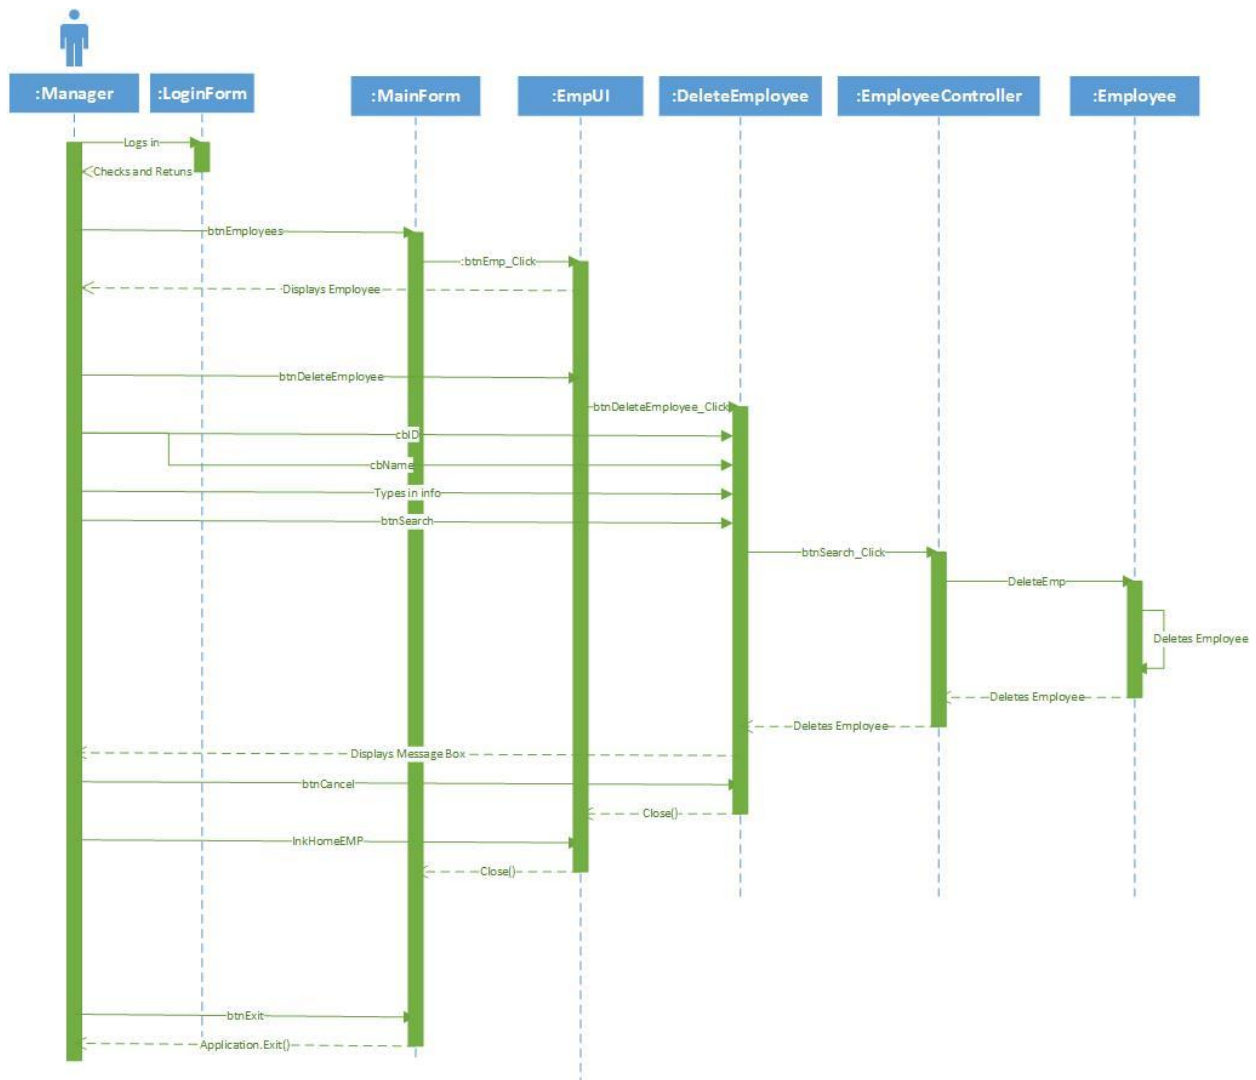 :Manager
:LoginForm
:MainForm
:EmpUI
:DeleteEmployee
:EmployeeController
:Employee
Logs in
Checks and Retuns
btnEmployees
:btnEmp_Click
Displays Employee
btnDeleteEmployee
btnDeleteEmployee_Click
cbID
cbName
Types in info
btnSearch
btnSearch_Click
DeleteEmp
Deletes Employee
Deletes Employee
Deletes Employee
Displays Message Box
btnCancel
Close()
lnkHomeEMP
Close()
btnExit
Application.Exit()